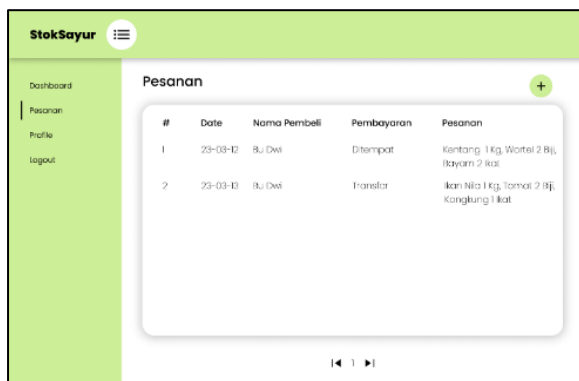 StokSayur
Dashboard
Pesanan
Profile
Logout
Pesanan
+
# Date Nama Pembeli Pembayaran Pesanan
1 23-03-12 Bu Dwi Ditempat Kentang 1 Kg, Wortel 2 Biji,
Bayam 2 Ikat
2 23-03-13 Bu Dwi Transfer Ikan Nila 1 Kg, Tomat 2 Biji,
Kangkung 1 Ikat
1